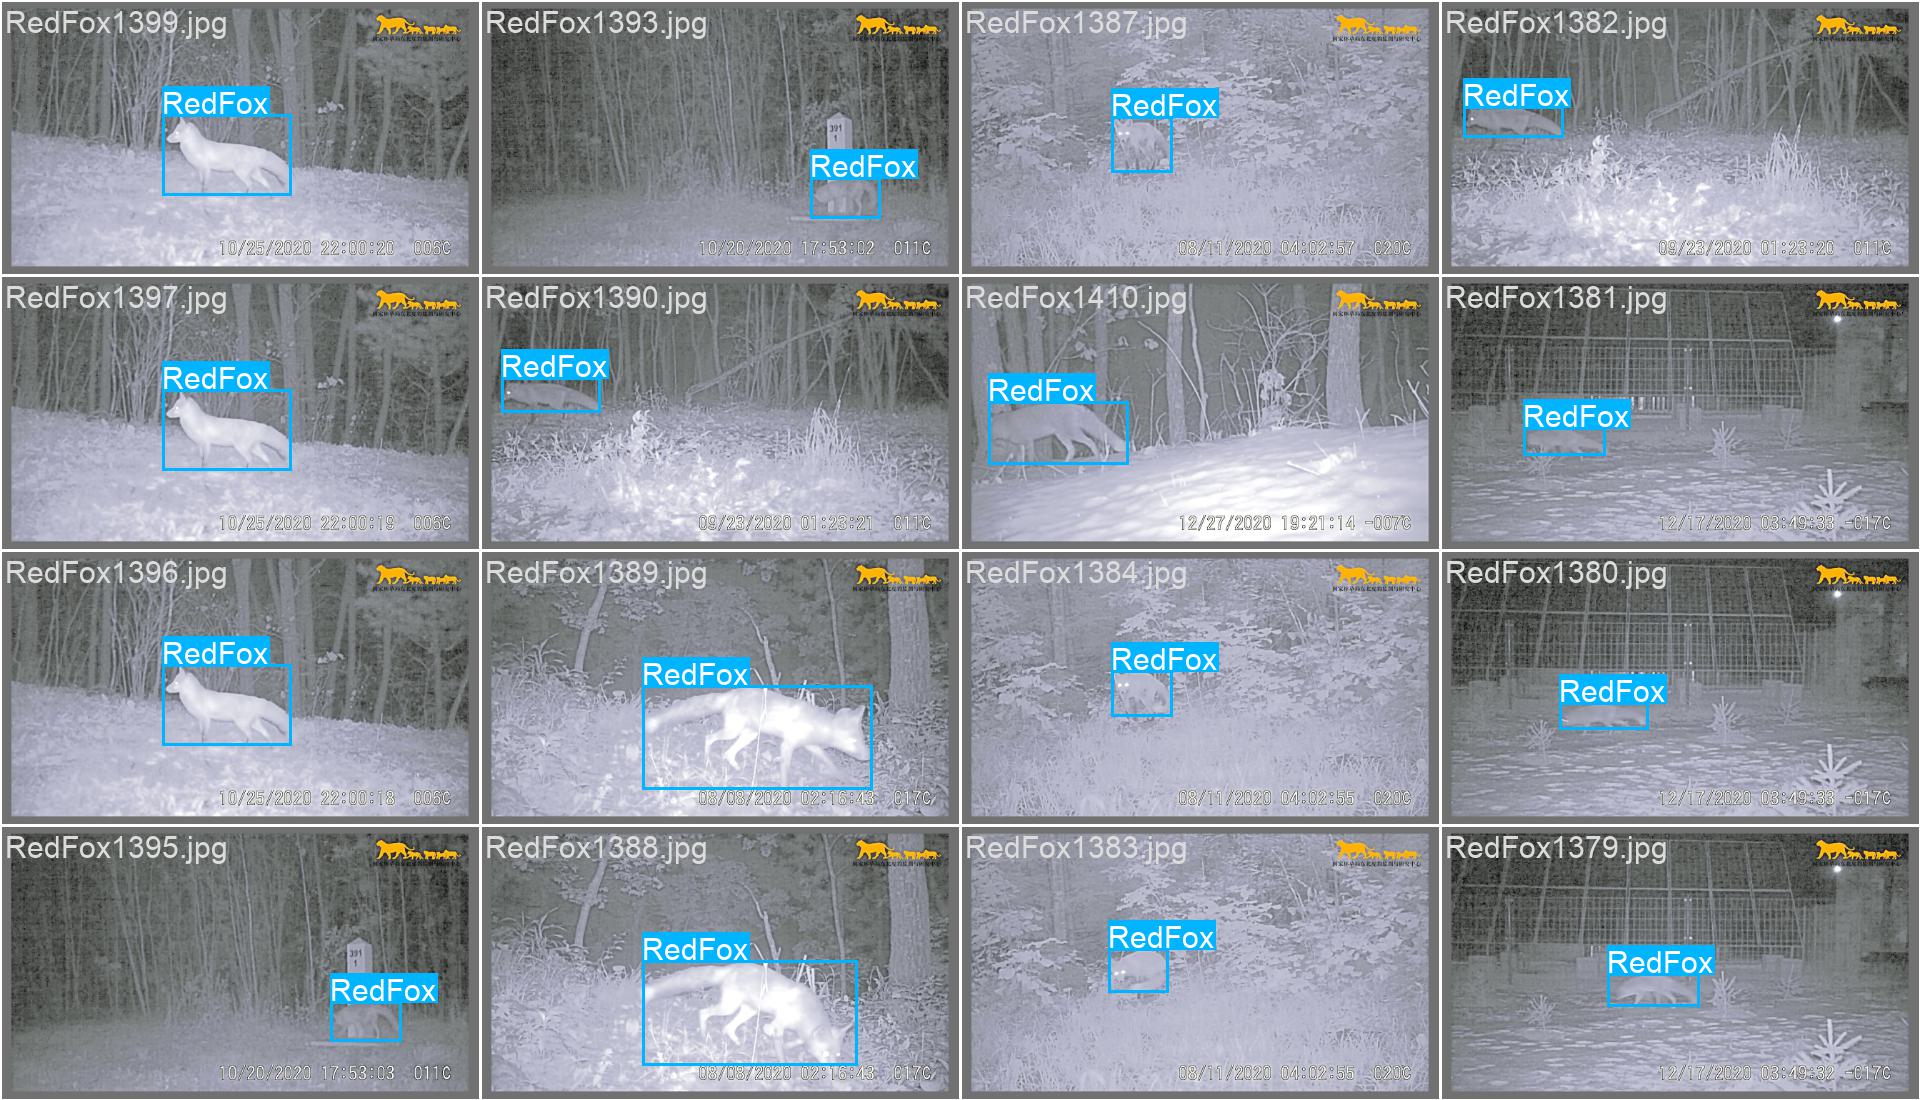 RedFox1399.jpg
RedFox
10/25/2020 22:00:20 006C
RedFox1393.jpg
391
1
RedFox
10/20/2020 17:53:02 011C
RedFox1387.jpg
RedFox
08/11/2020 04:02:57 020C
RedFox1382.jpg
RedFox
09/23/2020 01:23:20 011C
RedFox1397.jpg
RedFox
10/25/2020 22:00:19 006C
RedFox1390.jpg
RedFox
09/23/2020 01:23:21 011C
RedFox1410.jpg
RedFox
12/27/2020 19:21:14 -007C
RedFox1381.jpg
RedFox
12/17/2020 03:49:33 -017C
RedFox1396.jpg
RedFox
10/25/2020 22:00:18 006C
RedFox1389.jpg
RedFox
08/08/2020 02:16:43 017C
RedFox1384.jpg
RedFox
08/11/2020 04:02:55 020C
RedFox1380.jpg
RedFox
12/17/2020 03:49:33 -017C
RedFox1395.jpg
391
1
RedFox
10/20/2020 17:53:03 011C
RedFox1388.jpg
RedFox
08/08/2020 02:16:43 017C
RedFox1383.jpg
RedFox
08/11/2020 04:02:55 020C
RedFox1379.jpg
RedFox
12/17/2020 03:49:32 -017C